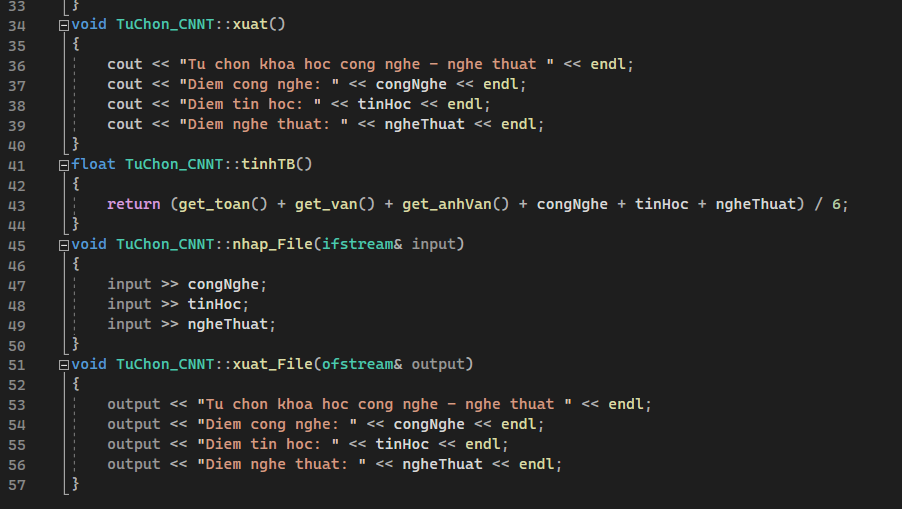 33 }
34 void TuChon_CNNT::xuat()
35 {
36 cout << "Tu chon khoa hoc cong nghe - nghe thuat " << endl;
37 cout << "Diem cong nghe: " << congNghe << endl;
38 cout << "Diem tin hoc: " << tinHoc << endl;
39 cout << "Diem nghe thuat: " << ngheThuat << endl;
40 }
41 float TuChon_CNNT::tinhTB()
42 {
43 return (get_toan() + get_van() + get_anhVan() + congNghe + tinHoc + ngheThuat) / 6;
44 }
45 void TuChon_CNNT::nhap_File(ifstream& input)
46 {
47 input >> congNghe;
48 input >> tinHoc;
49 input >> ngheThuat;
50 }
51 void TuChon_CNNT::xuat_File(ofstream& output)
52 {
53 output << "Tu chon khoa hoc cong nghe - nghe thuat " << endl;
54 output << "Diem cong nghe: " << congNghe << endl;
55 output << "Diem tin hoc: " << tinHoc << endl;
56 output << "Diem nghe thuat: " << ngheThuat << endl;
57 }